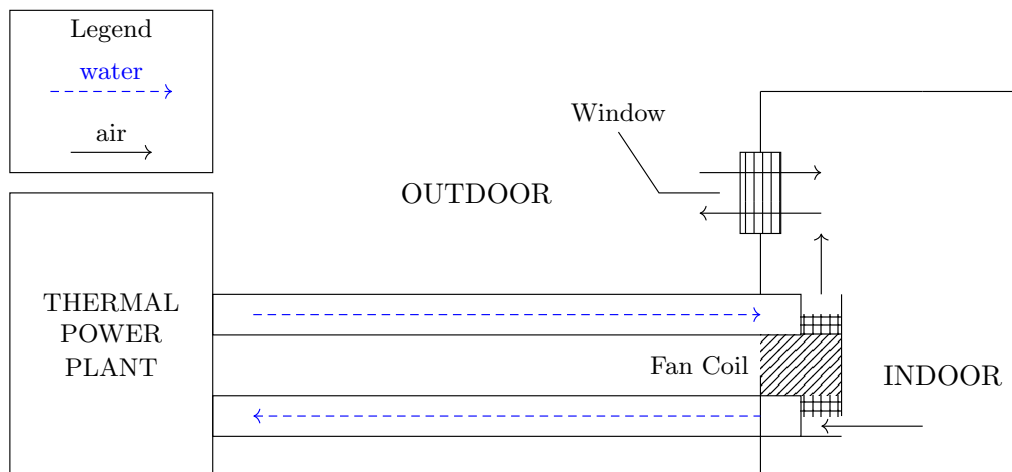 Legend
water
air
Window
OUTDOOR
THERMAL
POWER
PLANT
Fan Coil
INDOOR